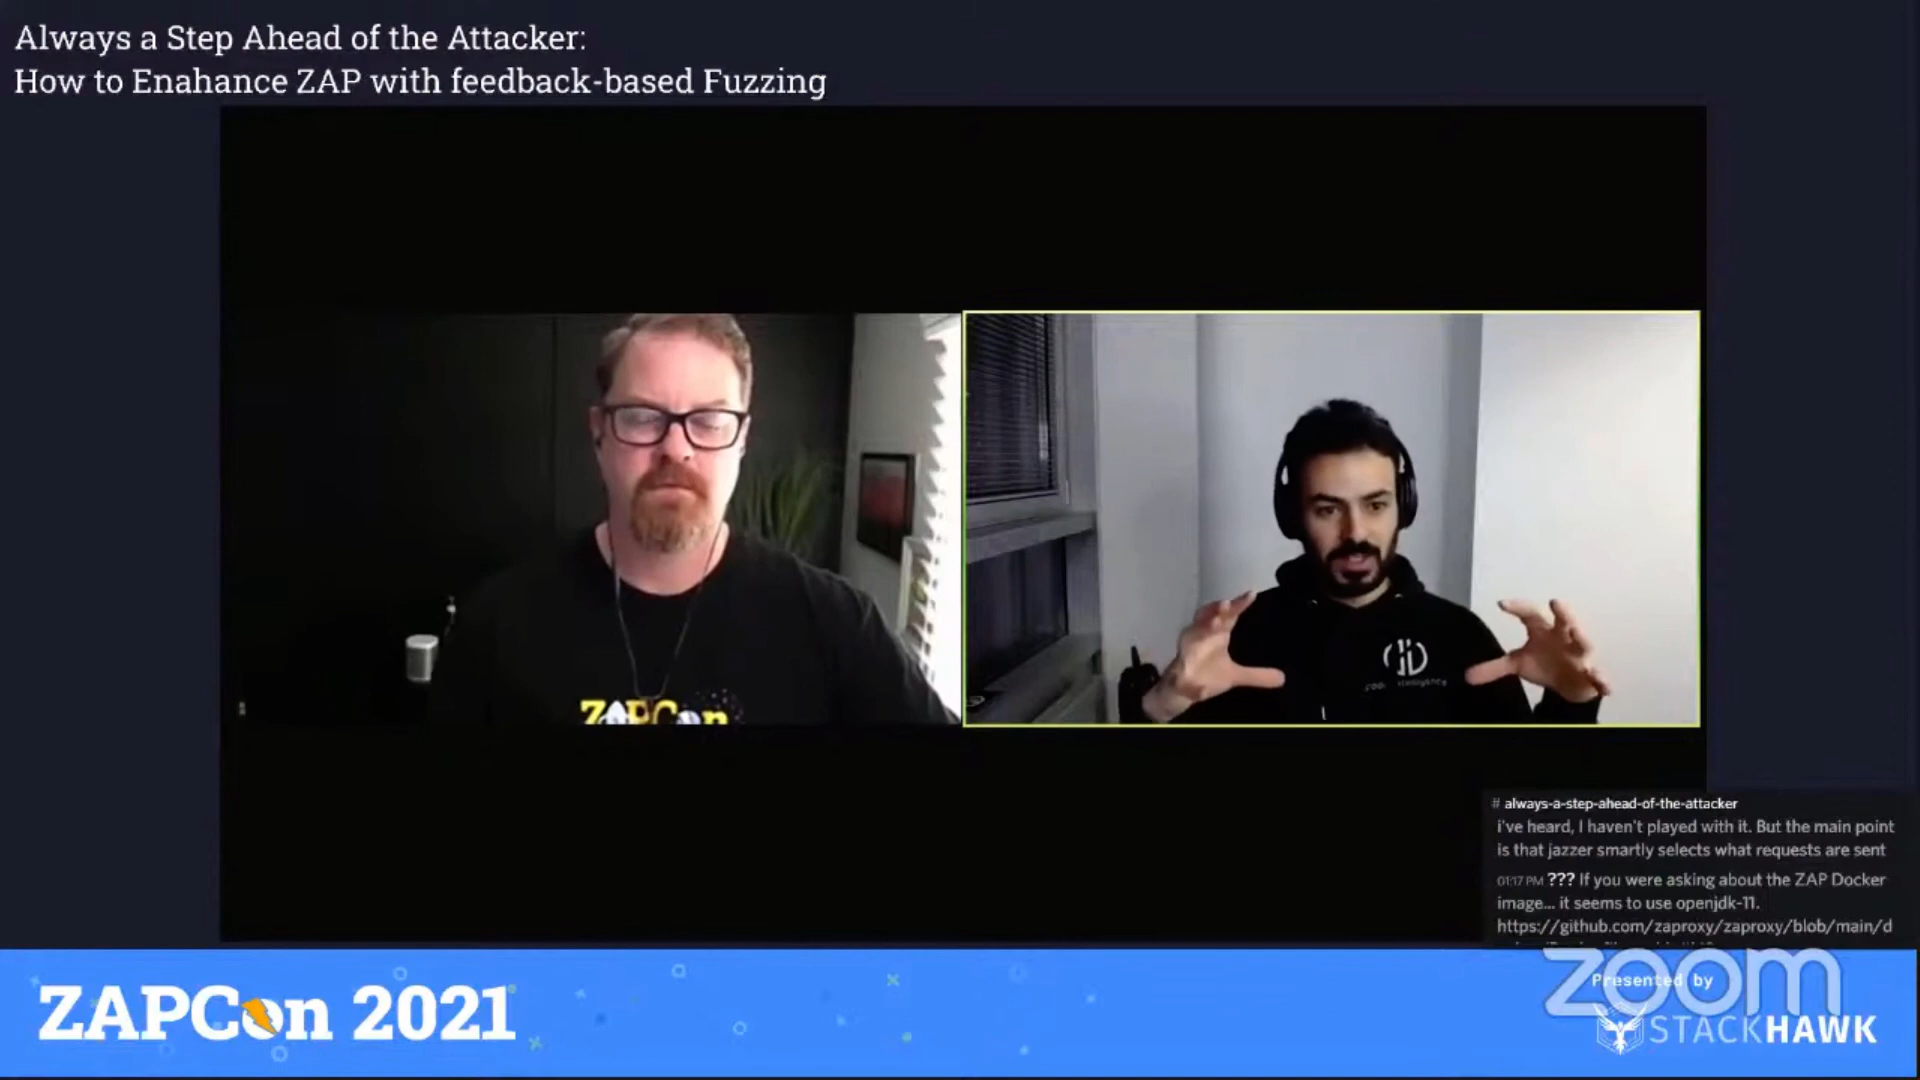 Always a Step Ahead of the Attacker:
How to Enahance ZAP with feedback-based Fuzzing
ZAPCon
# always-a-step-ahead-of-the-attacker
i've heard, I haven't played with it. But the main point
is that jazzer smartly selects what requests are sent
01:17 PM ??? If you were asking about the ZAP Docker
image... it seems to use openjdk-11.
https://github.com/zaproxy/zaproxy/blob/main/d
ZAPCon 2021
zoom
Presented by
STACKHAWK